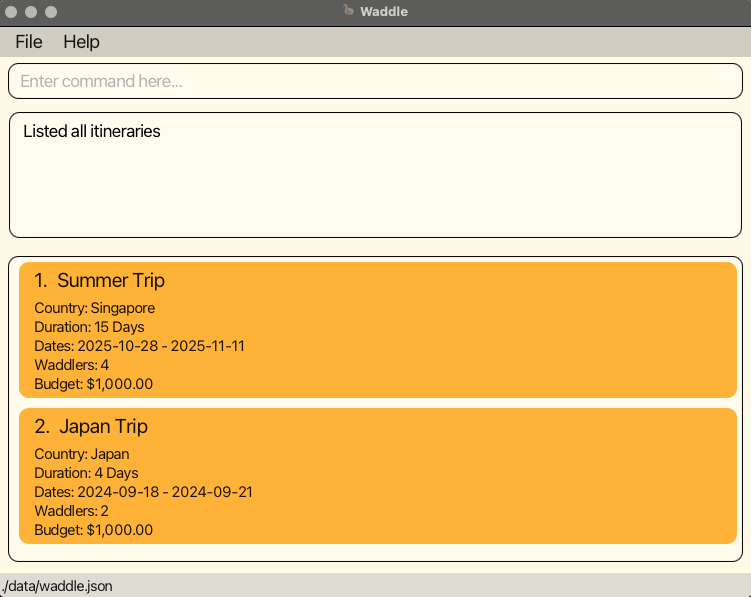 Waddle
File Help
Enter command here...
Listed all itineraries
1. Summer Trip
Country: Singapore
Duration: 15 Days
Dates: 2025-10-28 - 2025-11-11
Waddlers: 4
Budget: $1,000.00
2. Japan Trip
Country: Japan
Duration: 4 Days
Dates: 2024-09-18 - 2024-09-21
Waddlers: 2
Budget: $1,000.00
./data/waddle.json